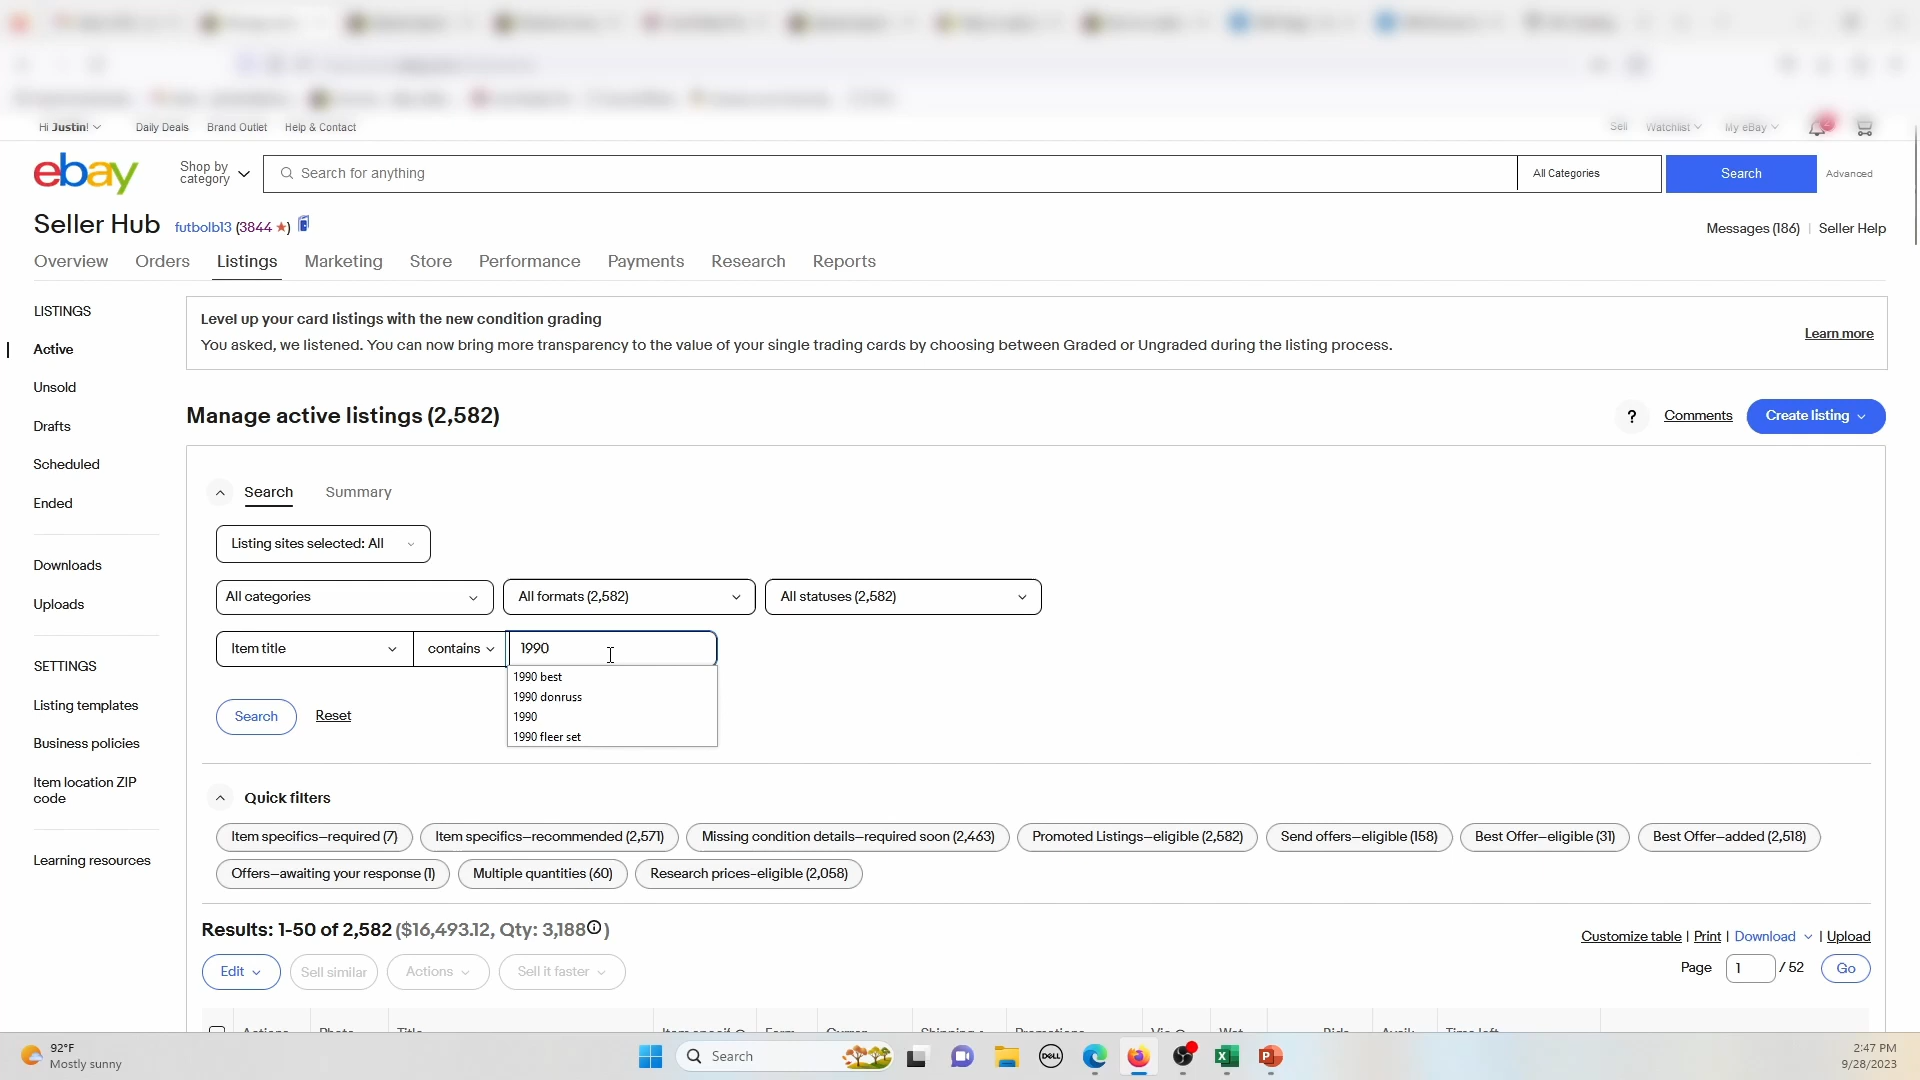 Hi Justin!
Daily Deals
Brand Outlet
Help & Contact
Sell
Watchlist
My eBay
ebay
Shop by category
Search for anything
All Categories
Search
Advanced
Seller Hub
futbolb13 (3844 ★)
Messages (186) | Seller Help
Overview
Orders
Listings
Marketing
Store
Performance
Payments
Research
Reports
LISTINGS
Active
Unsold
Drafts
Scheduled
Ended
Downloads
Uploads
SETTINGS
Listing templates
Business policies
Item location ZIP
code
Learning resources
Level up your card listings with the new condition grading
You asked, we listened. You can now bring more transparency to the value of your single trading cards by choosing between Graded or Ungraded during the listing process.
Learn more
Manage active listings (2,582)
?
Comments
Create listing
Search
Summary
Listing sites selected: All
All categories
All formats (2,582)
All statuses (2,582)
Item title
contains
1990
1990 best
1990 donruss
1990
1990 fleer set
Search
Reset
Quick filters
Item specifics–required (7)
Item specifics–recommended (2,571)
Missing condition details–required soon (2,463)
Promoted Listings–eligible (2,582)
Send offers–eligible (158)
Best Offer–eligible (31)
Best Offer–added (2,518)
Offers–awaiting your response (1)
Multiple quantities (60)
Research prices-eligible (2,058)
Results: 1-50 of 2,582 ($16,493.12, Qty: 3,188 )
Customize table | Print | Download | Upload
Edit
Sell similar
Actions
Sell it faster
Page 1 / 52 Go
Actions
Photo
Title
92°F
Mostly sunny
Search
DELL
2:47 PM
9/28/2023